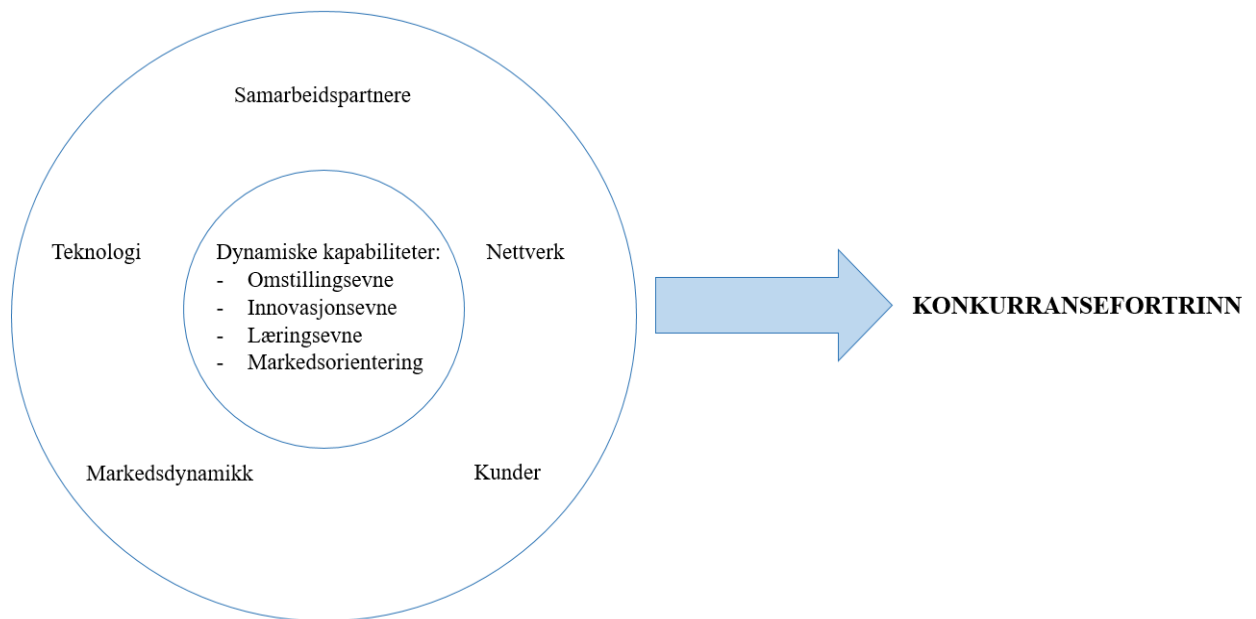 Samarbeidspartnere
Teknologi
Dynamiske kapabiliteter:
- Omstillingsevne
- Innovasjonsevne
- Læringsevne
- Markedsorientering
Nettverk
Markedsdynamikk
Kunder
KONKURRANSEFORTRINN